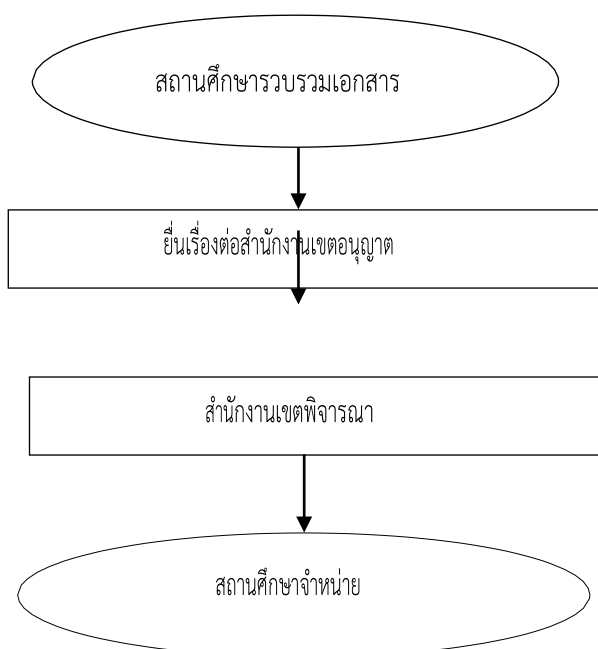 สถานศึกษารวบรวมเอกสาร
ยื่นเรื่องต่อสำนักงานเขตอนุญาต
สำนักงานเขตพิจารณา
สถานศึกษาจำหน่าย